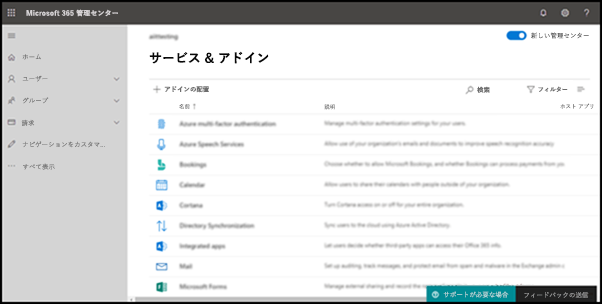 Microsoft 365 管理センター
新しい管理センター
ホーム
ユーザー
グループ
請求
ナビゲーションをカスタマ...
すべて表示
サービス & アドイン
アドインの配置
検索
フィルター
名前 ↑
説明
ホスト アプリ
Azure multi-factor authentication
Manage multi-factor authentication settings for your users.
Azure Speech Services
Allow use of your organization's emails and documents to improve speech recognition accuracy.
Bookings
Choose whether to allow Microsoft Bookings, and whether Bookings can process payments from you
Calendar
Allow users to share their calendars with people outside of your organization.
Cortana
Turn Cortana access on or off for your entire organization.
Directory Synchronization
Sync users to the cloud using Azure Active Directory.
Integrated apps
Let users decide whether third-party apps can access their Office 365 info.
Mail
Set up auditing, track messages, and protect email from spam and malware in the Exchange admin c
Microsoft Forms
Manage external sharing and record the
サポートが必要な場合
フィードバックの送信